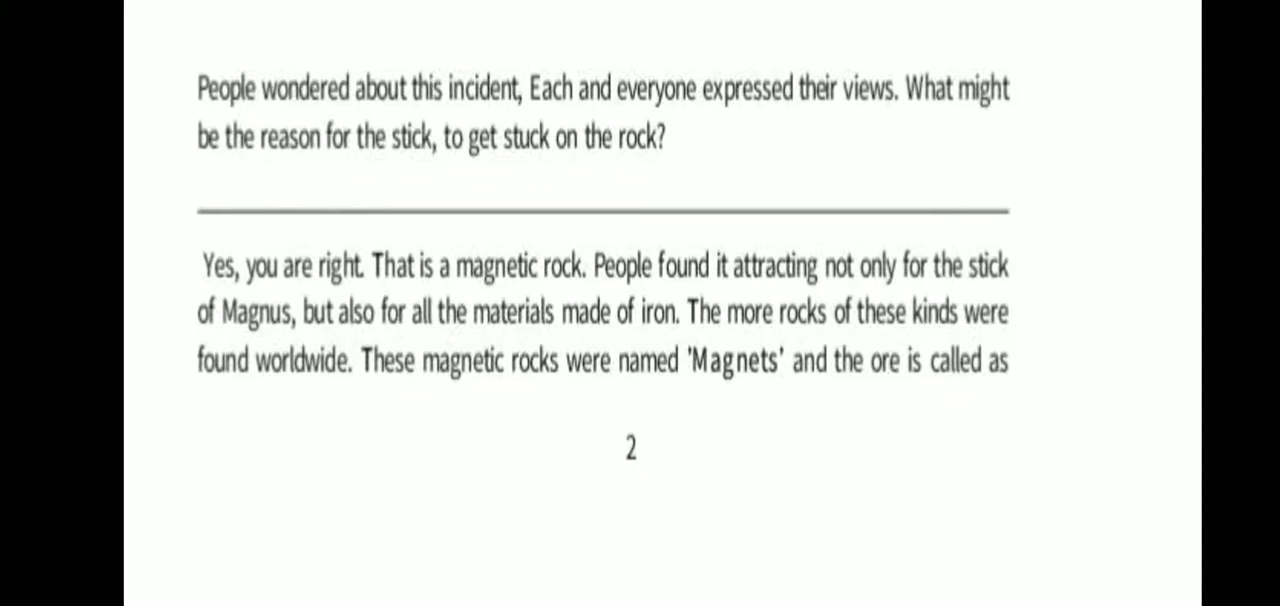 People wondered about this incident, Each and everyone expressed their views. What might
be the reason for the stick, to get stuck on the rock?
Yes, you are right. That is a magnetic rock. People found it attracting not only for the stick
of Magnus, but also for all the materials made of iron. The more rocks of these kinds were
found worldwide. These magnetic rocks were named 'Magnets' and the ore is called as
2